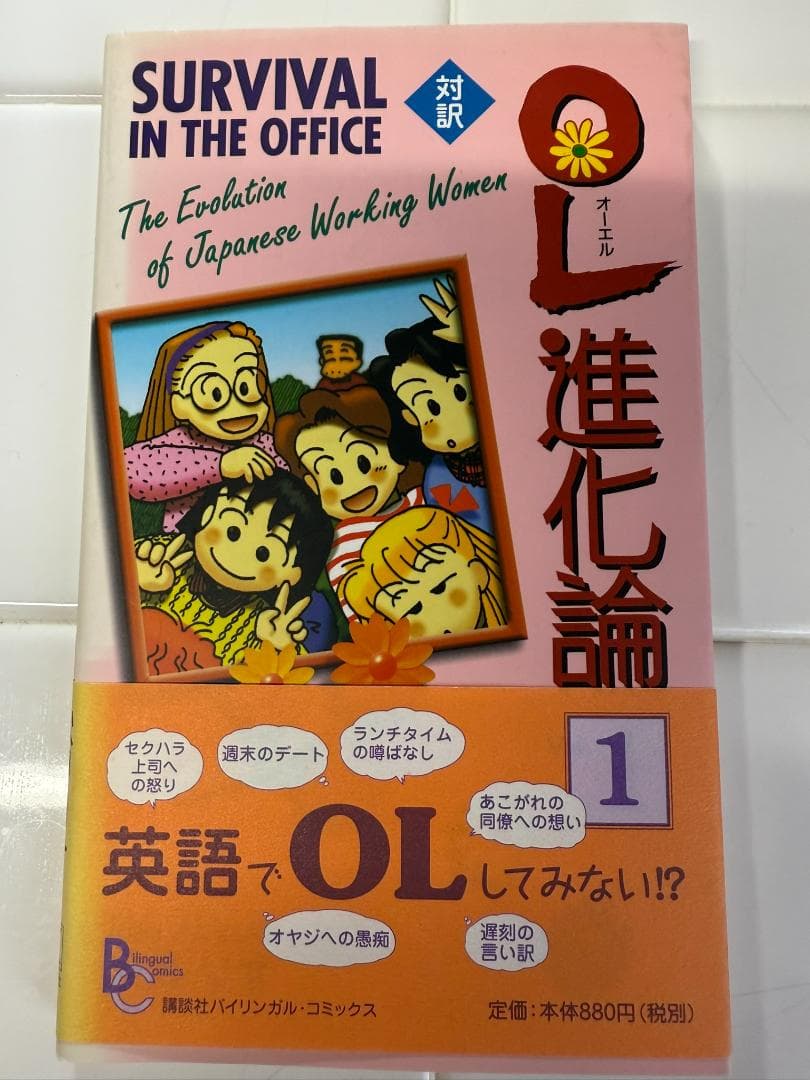 SURVIVAL
IN THE OFFICE
対訳
The Evolution
of Japanese Working Women
OL
オーエル
進化論
1
セクハラ
上司へ
の怒り
週末のデート
ランチタイム
の噂ばなし
あこがれの
同僚への想い
英語でOLしてみない!?
オヤジへの愚痴
遅刻の
言い訳
Bilingual
Comics
講談社バイリンガル・コミックス
定価：本体880円（税別）